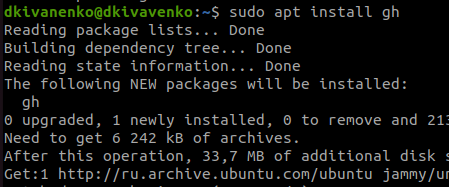 dkivanenko@dkivavenko:~$ sudo apt install gh
Reading package lists... Done
Building dependency tree... Done
Reading state information... Done
The following NEW packages will be installed:
  gh
0 upgraded, 1 newly installed, 0 to remove and 213
Need to get 6 242 kB of archives.
After this operation, 33,7 MB of additional disk s
Get:1 http://ru.archive.ubuntu.com/ubuntu jammy/un